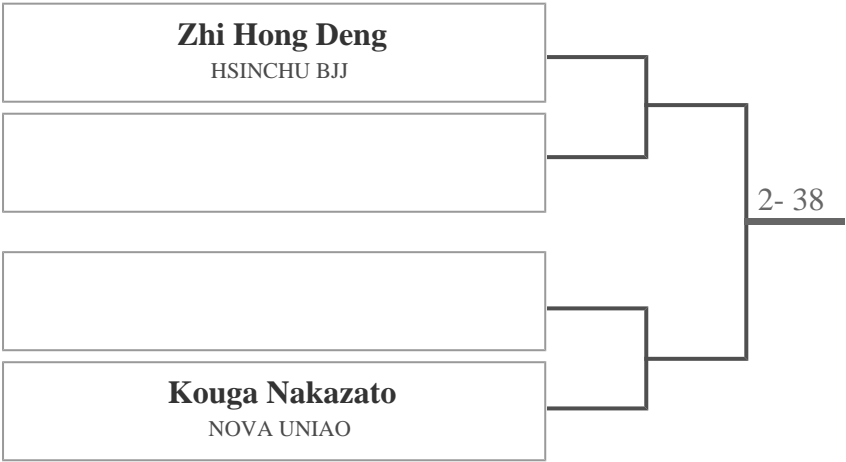 Zhi Hong Deng
HSINCHU BJJ
2- 38
Kouga Nakazato
NOVA UNIAO